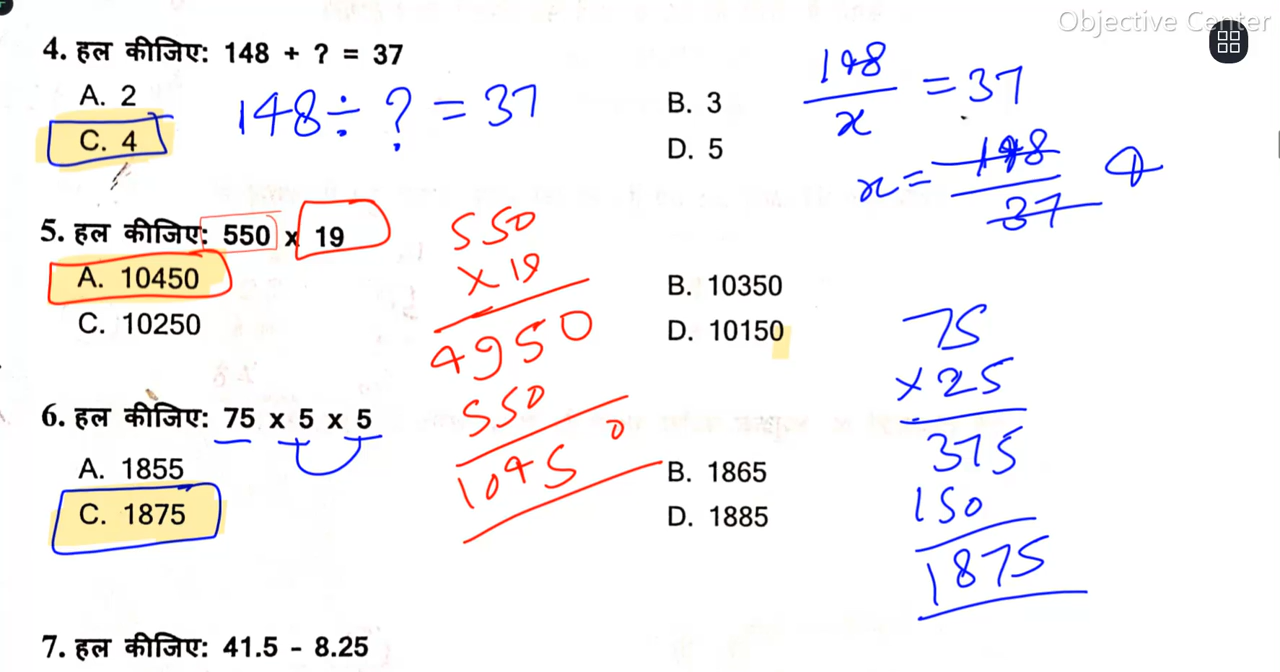 Objective Center
4. हल कीजिए: 148 + ? = 37
A. 2
B. 3
C. 4
D. 5
148 ÷ ? = 37
148
x
= 37
x =
148
37
4
5. हल कीजिए: 550 x 19
A. 10450
B. 10350
C. 10250
D. 10150
550
x 19
4950
550
10450
6. हल कीजिए: 75 x 5 x 5
A. 1855
B. 1865
C. 1875
D. 1885
75
x 25
375
150
1875
7. हल कीजिए: 41.5 - 8.25